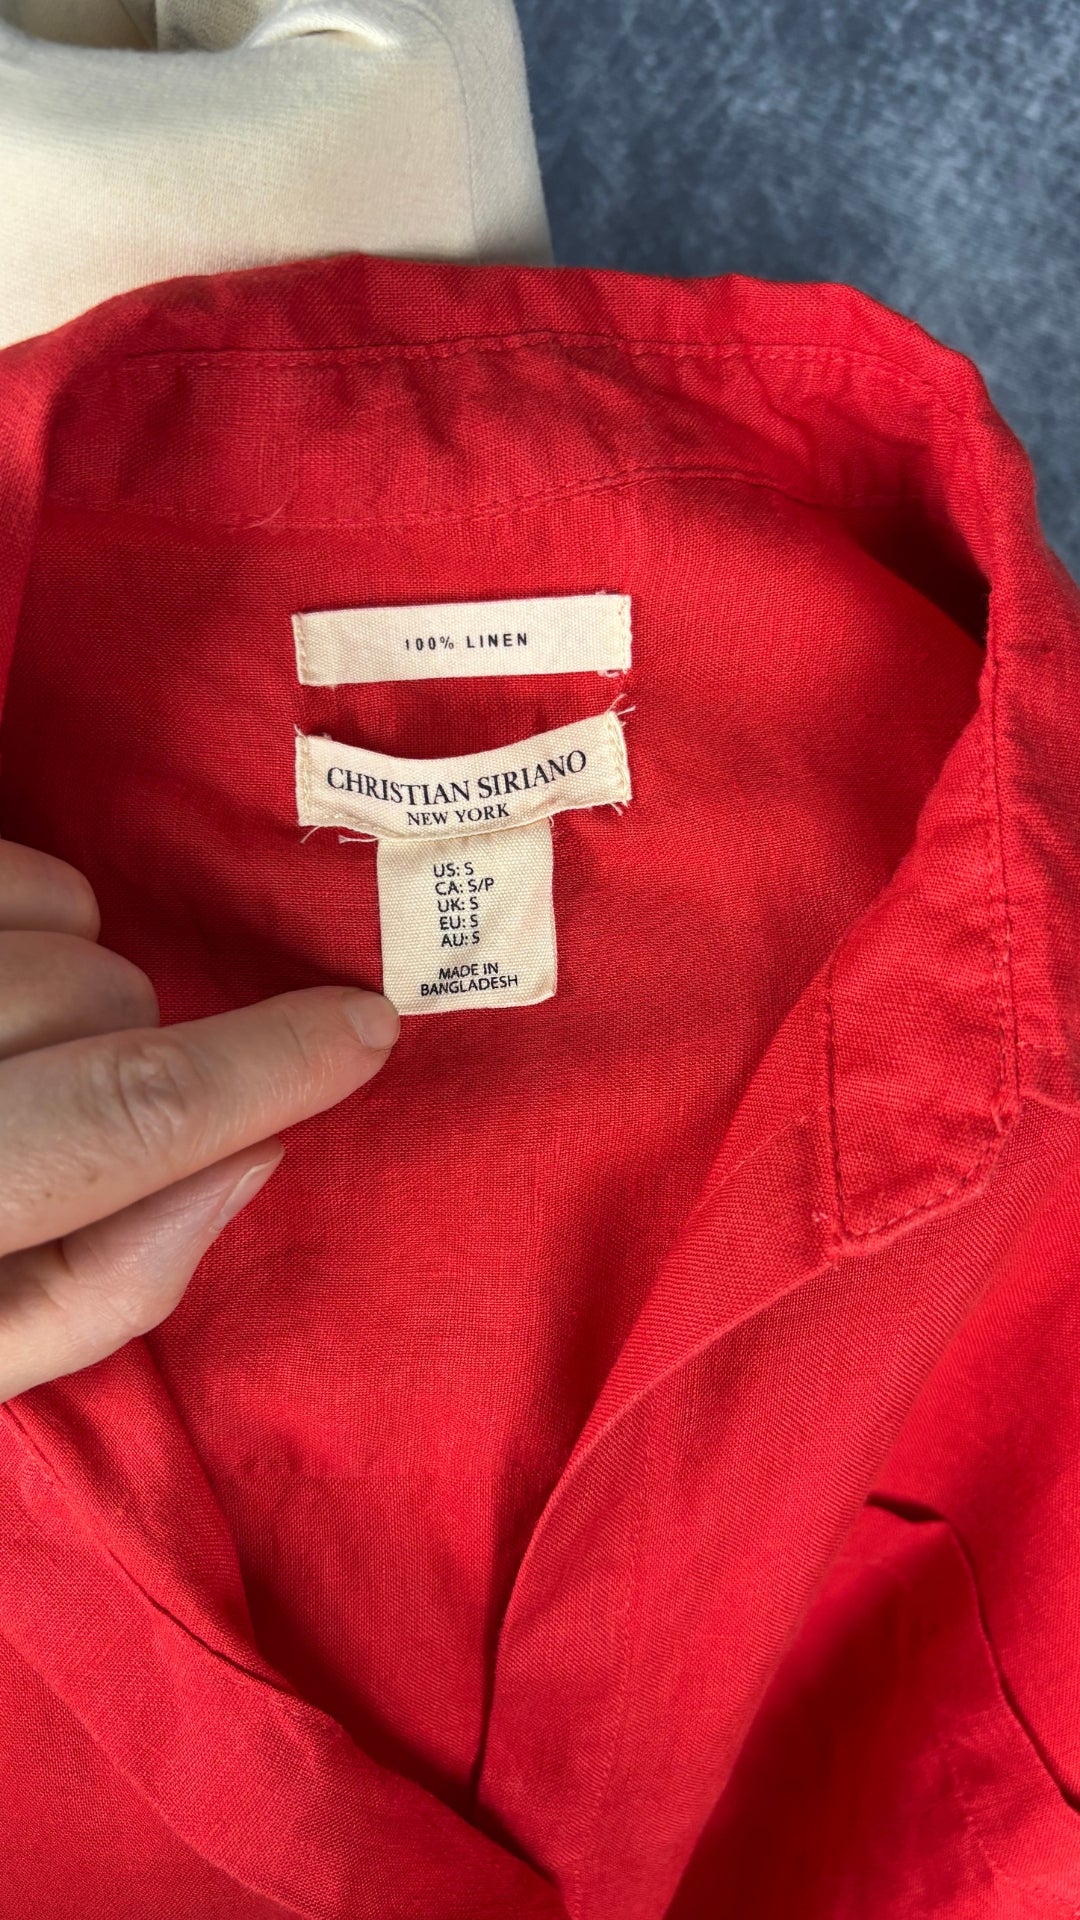 100% LINEN
CHRISTIAN SIRIANO
NEW YORK
US: S
CA: S/P
UK: S
EU: S
AU: S
MADE IN
BANGLADESH